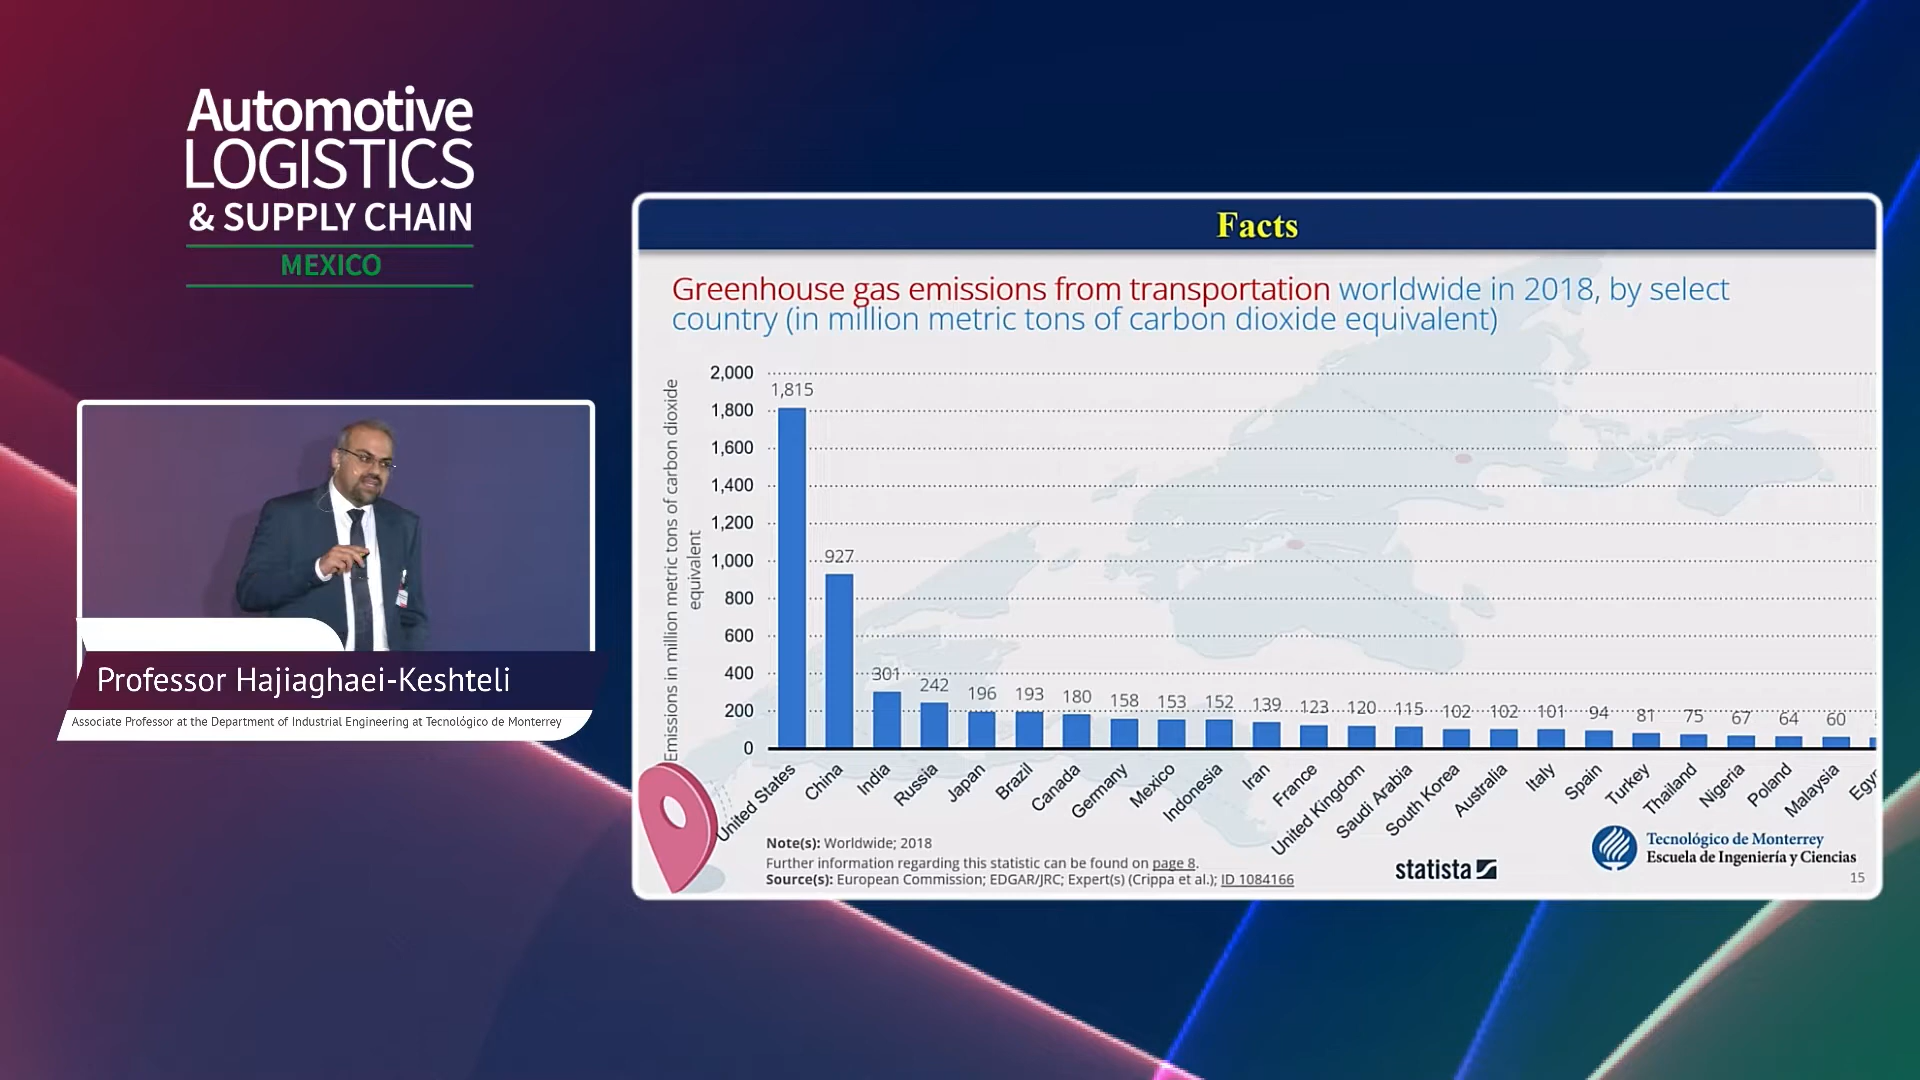 Automotive
LOGISTICS
& SUPPLY CHAIN
MEXICO
Professor Hajiaghaei-Keshteli
Associate Professor at the Department of Industrial Engineering at Tecnológico de Monterrey
Facts
Greenhouse gas emissions from transportation worldwide in 2018, by select
country (in million metric tons of carbon dioxide equivalent)
Emissions in million metric tons of carbon dioxide
equivalent
2,000
1,800
1,600
1,400
1,200
1,000
800
600
400
200
0
1,815
927
301
242
196
193
180
158
153
152
139
123
120
115
102
102
101
94
81
75
67
64
60
United States
China
India
Russia
Japan
Brazil
Canada
Germany
Mexico
Indonesia
Iran
France
United Kingdom
Saudi Arabia
South Korea
Australia
Italy
Spain
Turkey
Thailand
Nigeria
Poland
Malaysia
Note(s): Worldwide; 2018
Further information regarding this statistic can be found on page 8.
Source(s): European Commission; EDGAR/JRC; Expert(s) (Crippa et al.); ID 1084166
statista
Tecnológico de Monterrey
Escuela de Ingeniería y Ciencias
15